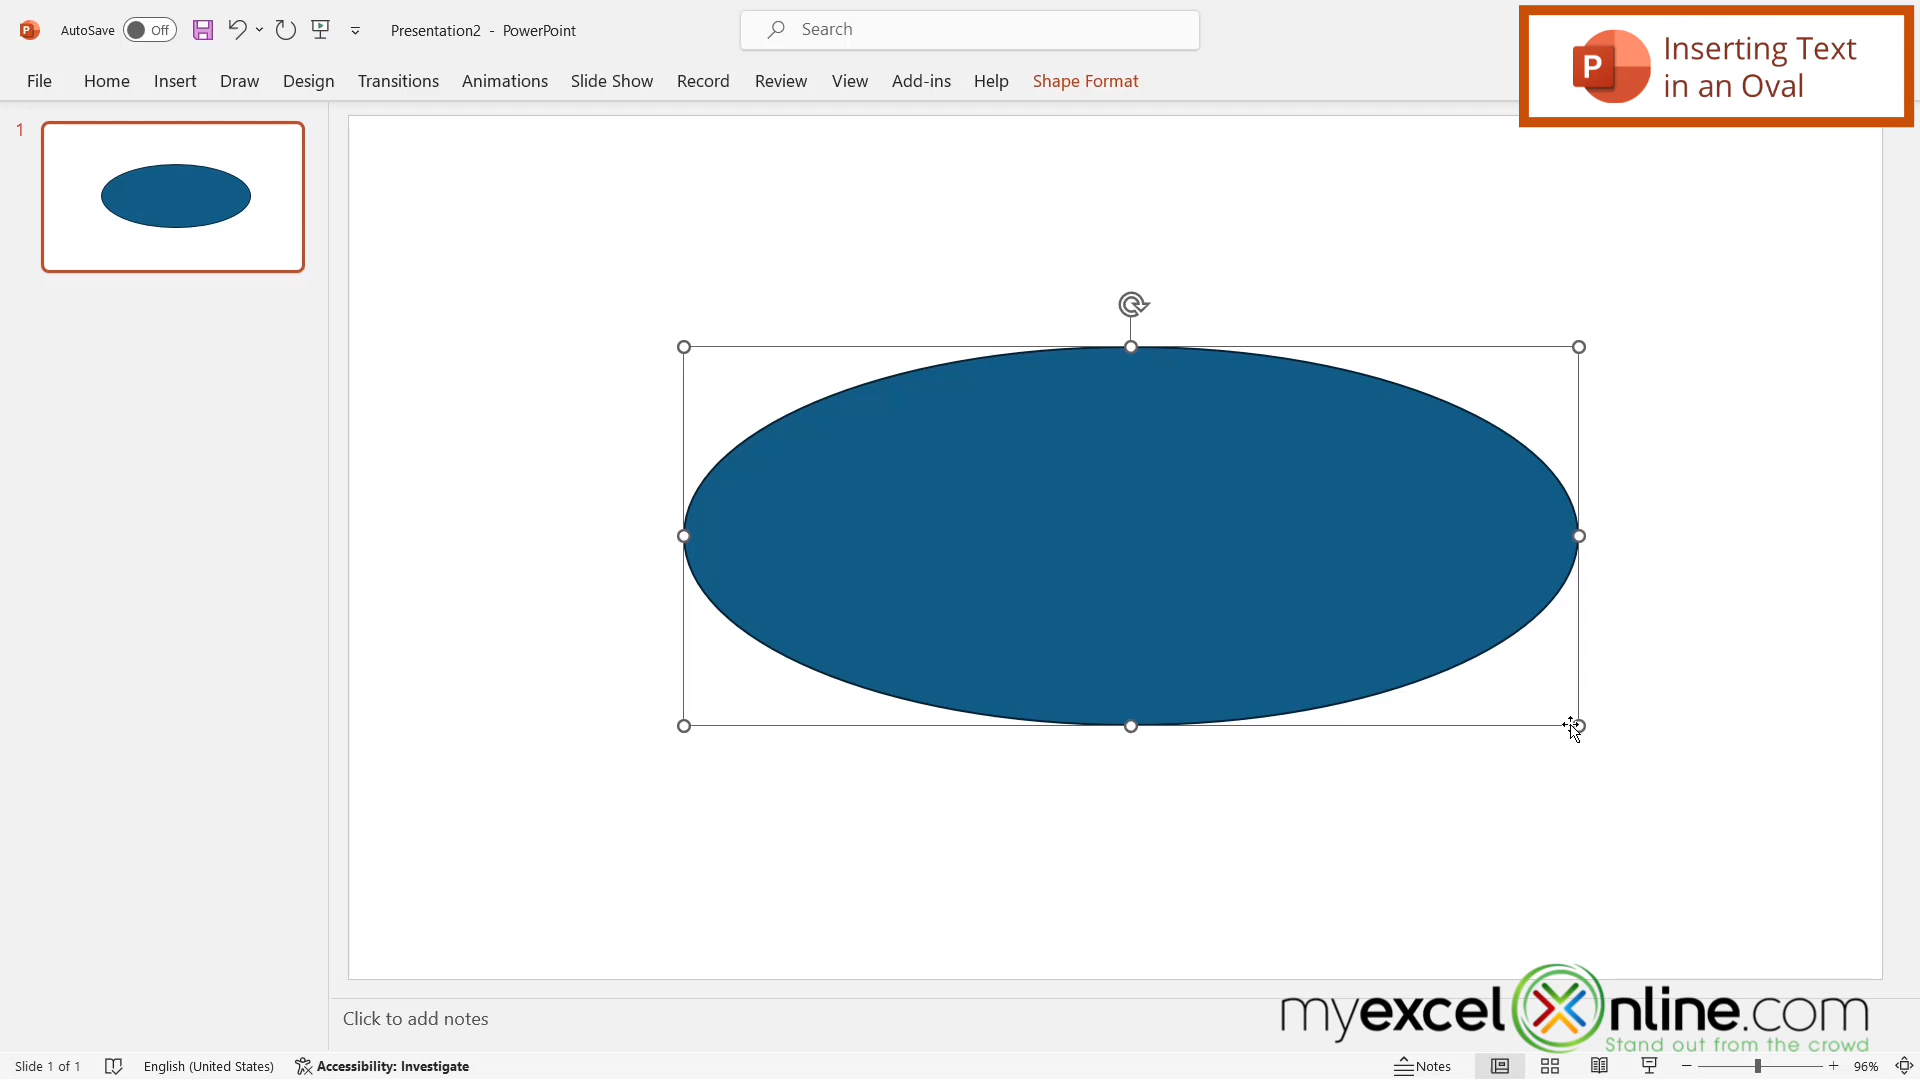 AutoSave Off Presentation2 - PowerPoint Search
P Inserting Text
in an Oval
File Home Insert Draw Design Transitions Animations Slide Show Record Review View Add-ins Help Shape Format
1
Click to add notes
myexcelonline.com
Stand out from the crowd
Slide 1 of 1 English (United States) Accessibility: Investigate Notes 96%